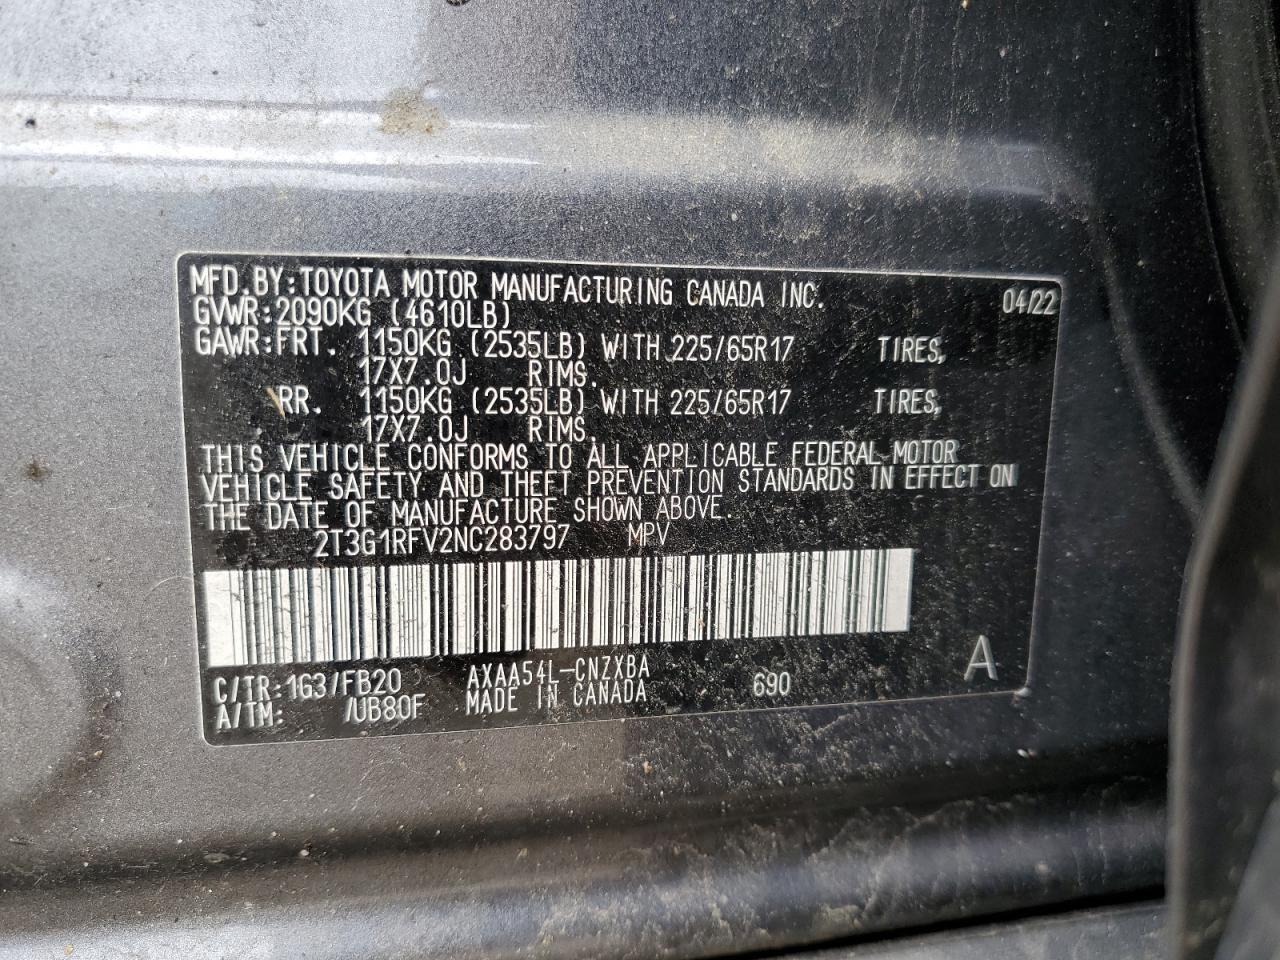 MFD.BY:TOYOTA MOTOR MANUFACTURING CANADA INC. 04/22
GVWR:2090KG (4610LB)
GAWR:FRT. 1150KG (2535LB) WITH 225/65R17 TIRES,
17X7.0J RIMS.
RR. 1150KG (2535LB) WITH 225/65R17 TIRES,
17X7.0J RIMS.
THIS VEHICLE CONFORMS TO ALL APPLICABLE FEDERAL MOTOR
VEHICLE SAFETY AND THEFT PREVENTION STANDARDS IN EFFECT ON
THE DATE OF MANUFACTURE SHOWN ABOVE.
2T3G1RFV2NC283797 MPV
C/TR:1G3/FB20 AXAA54L-CNZXBA 690 A
A/TM: /UB80F MADE IN CANADA